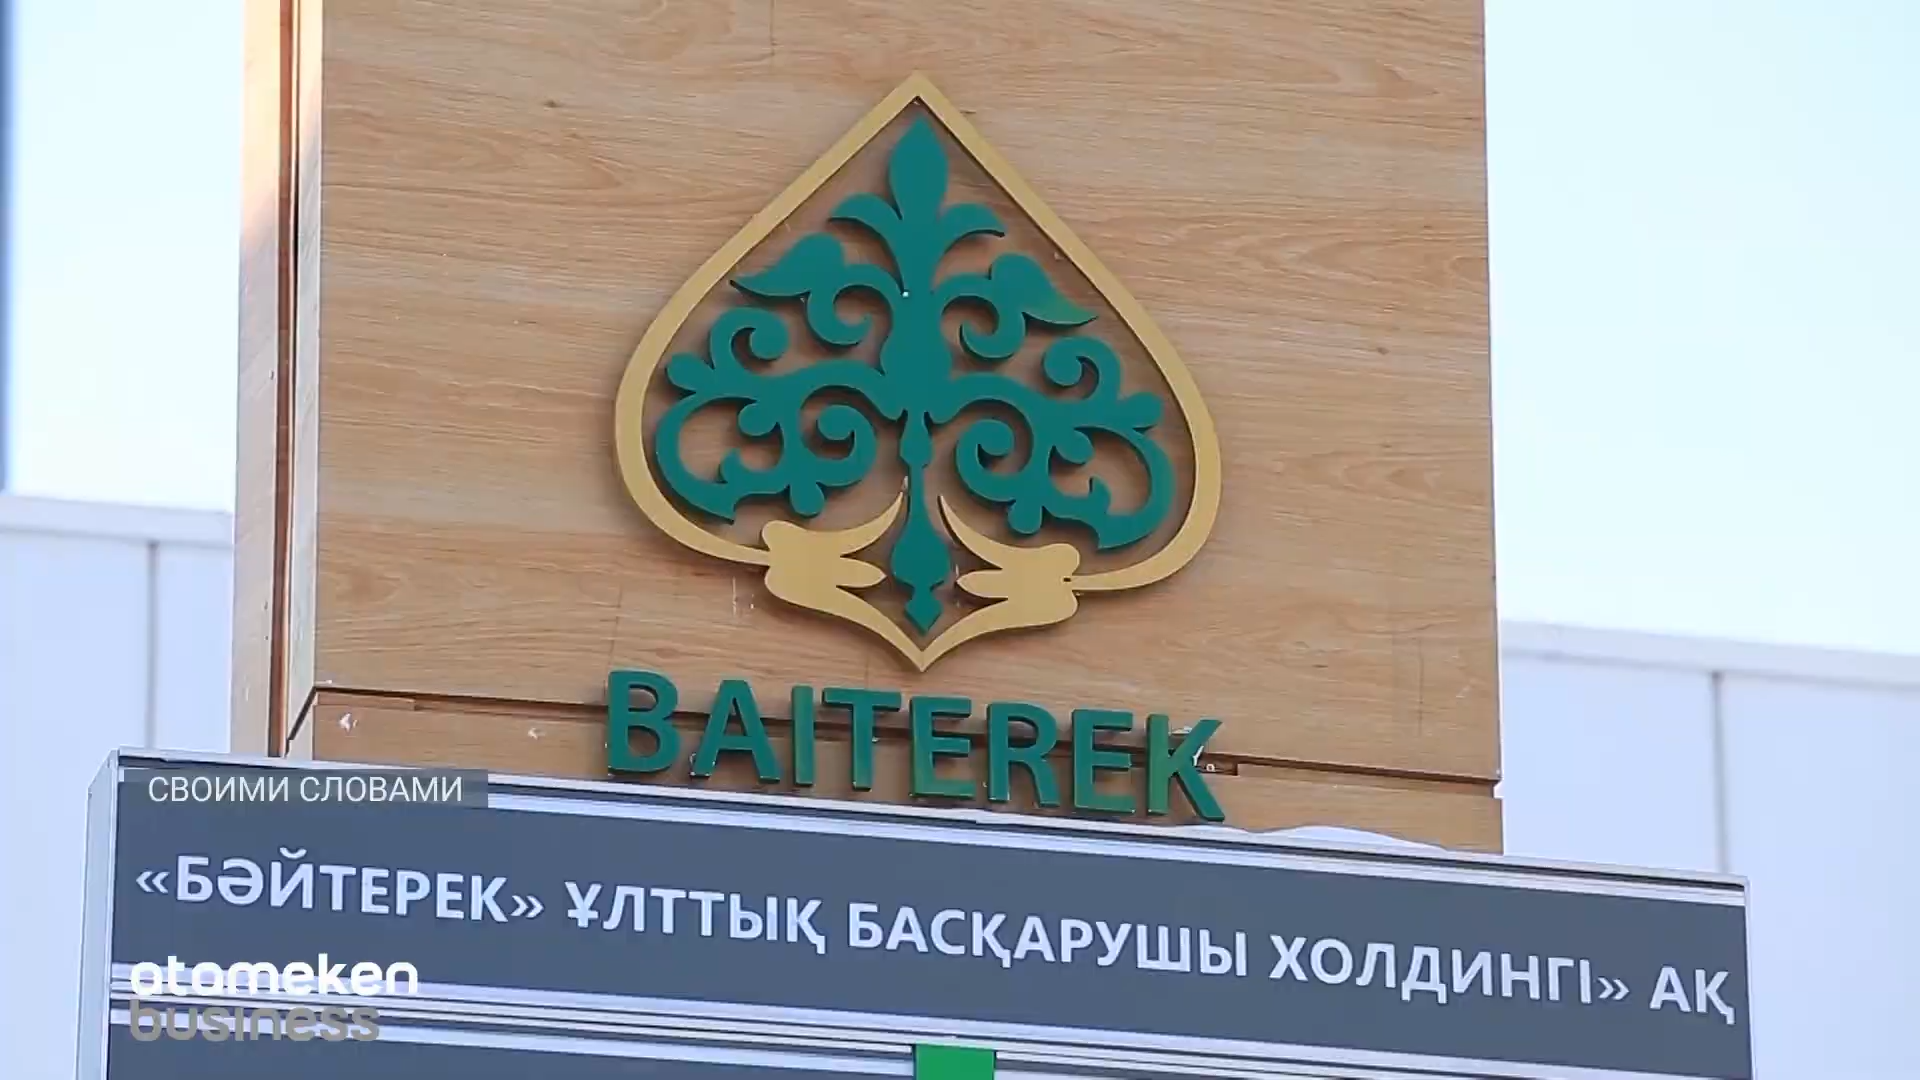 BAITEREK
СВОИМИ СЛОВАМИ
«БӘЙТЕРЕК» ҰЛТТЫҚ БАСҚАРУШЫ ХОЛДИНГІ» АҚ
atameken
business